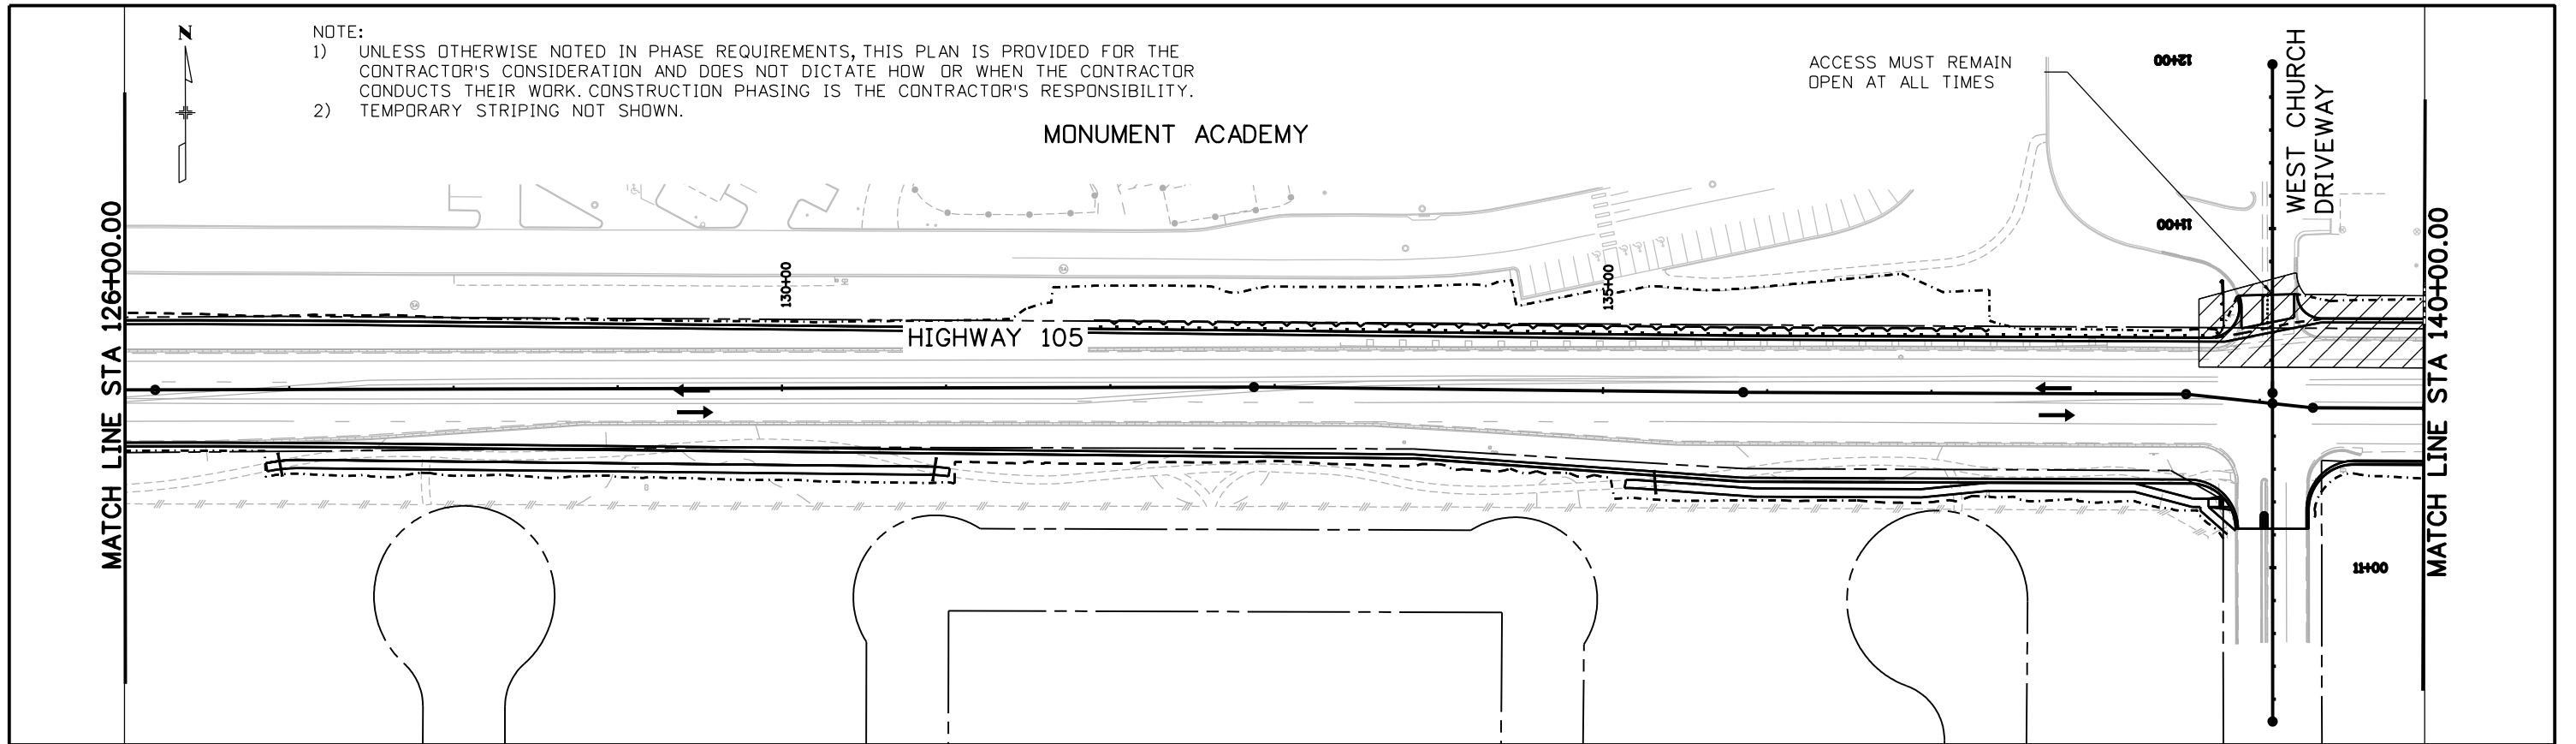 N
NOTE:
1) UNLESS OTHERWISE NOTED IN PHASE REQUIREMENTS, THIS PLAN IS PROVIDED FOR THE
CONTRACTOR'S CONSIDERATION AND DOES NOT DICTATE HOW OR WHEN THE CONTRACTOR
CONDUCTS THEIR WORK. CONSTRUCTION PHASING IS THE CONTRACTOR'S RESPONSIBILITY.
2) TEMPORARY STRIPING NOT SHOWN.
MONUMENT ACADEMY
ACCESS MUST REMAIN
OPEN AT ALL TIMES
12+00
WEST CHURCH
DRIVEWAY
11+00
MATCH LINE STA 126+00.00
130+00
135+00
HIGHWAY 105
MATCH LINE STA 140+00.00
11+00